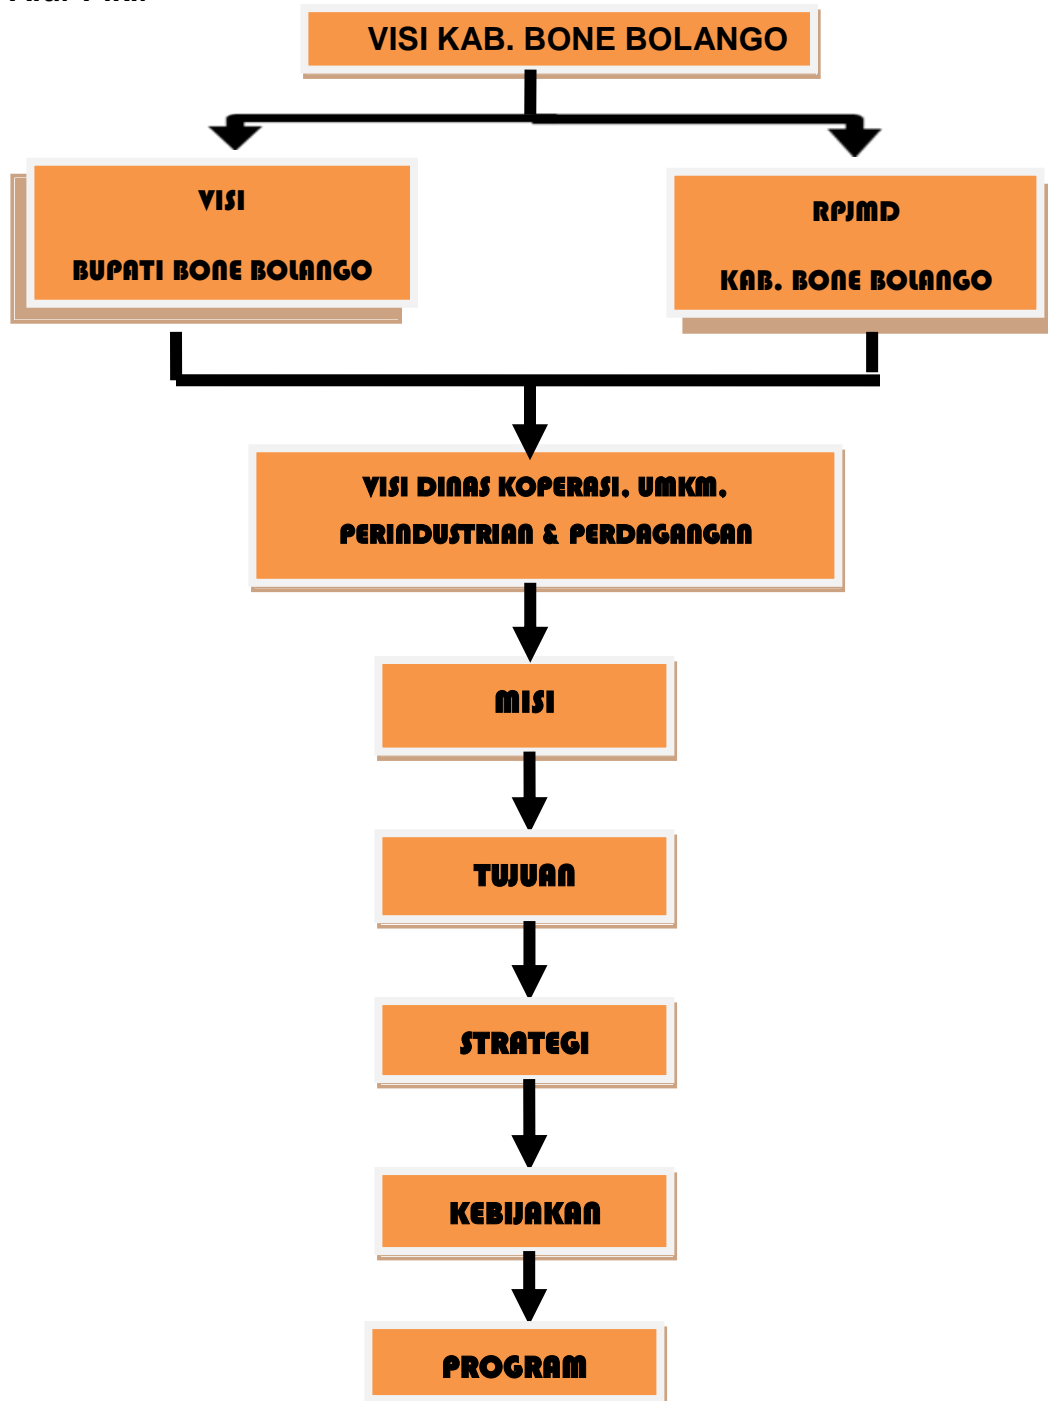 VISI KAB. BONE BOLANGO
VISI
BUPATI BONE BOLANGO
RPJMD
KAB. BONE BOLANGO
VISI DINAS KOPERASI, UMKM,
PERINDUSTRIAN & PERDAGANGAN
MISI
TUJUAN
STRATEGI
KEBIJAKAN
PROGRAM